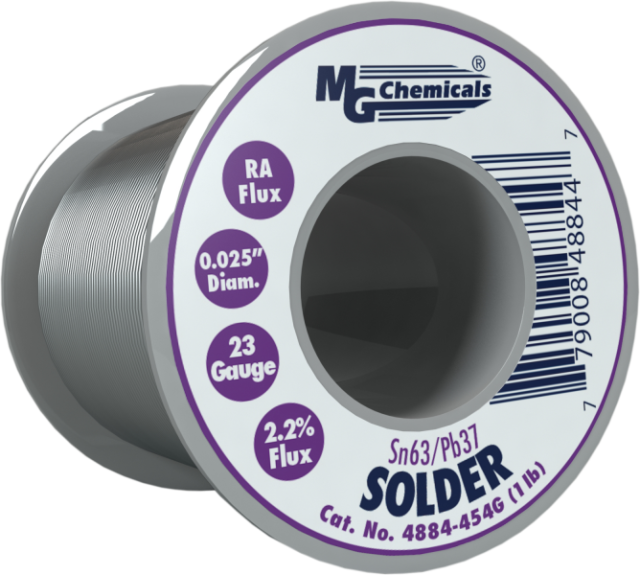 MG Chemicals®
RA
Flux
0.025"
Diam.
23
Gauge
2.2%
Flux
Sn63/Pb37
SOLDER
Cat. No. 4884-454G (1 lb)
7 79008 48844 7